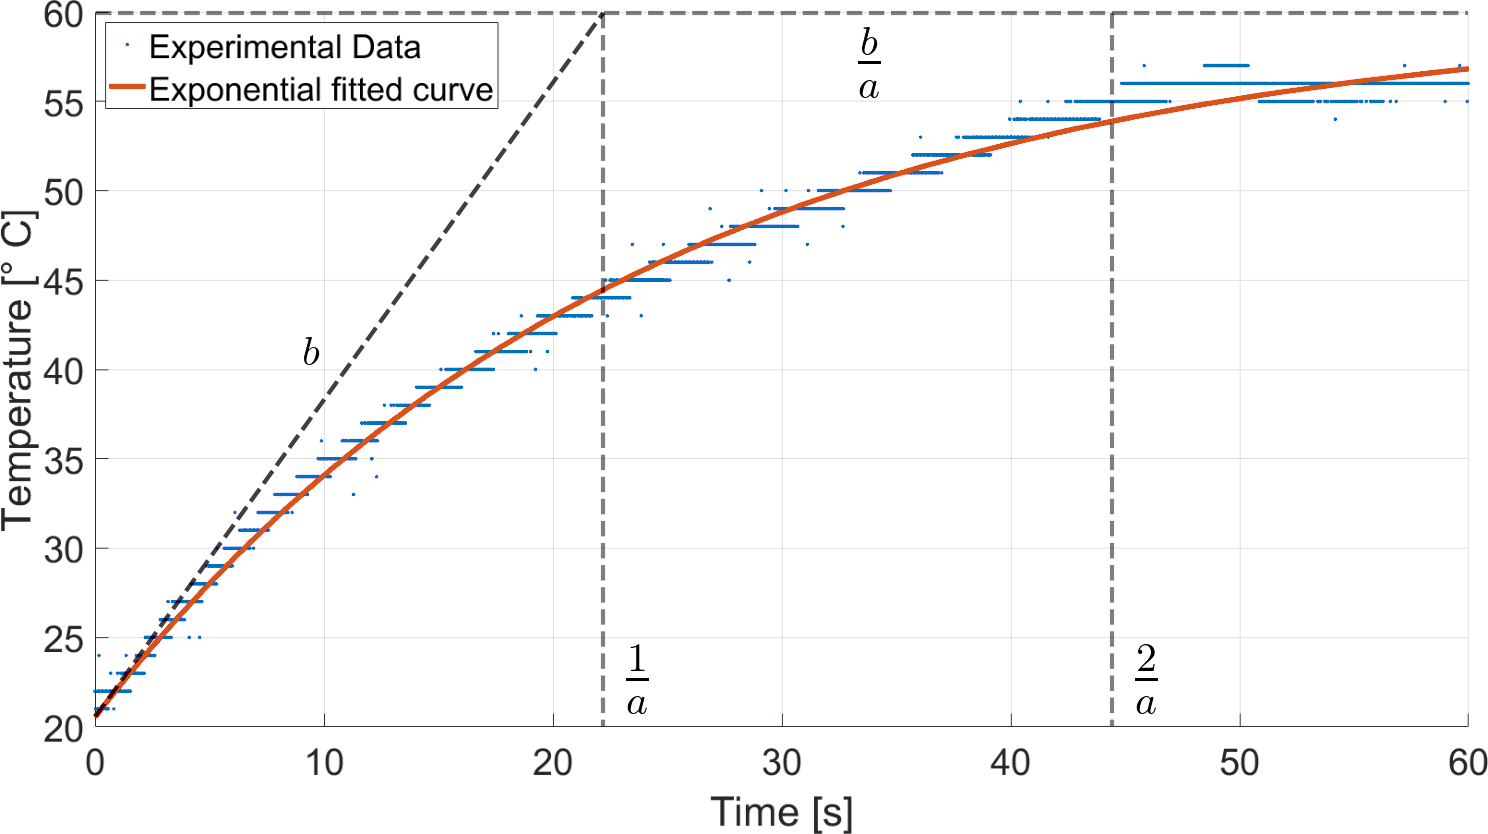 60
55
50
45
40
35
30
25
20
Temperature [° C]
Experimental Data
Exponential fitted curve
b/a
b
1/a
2/a
0 10 20 30 40 50 60
Time [s]